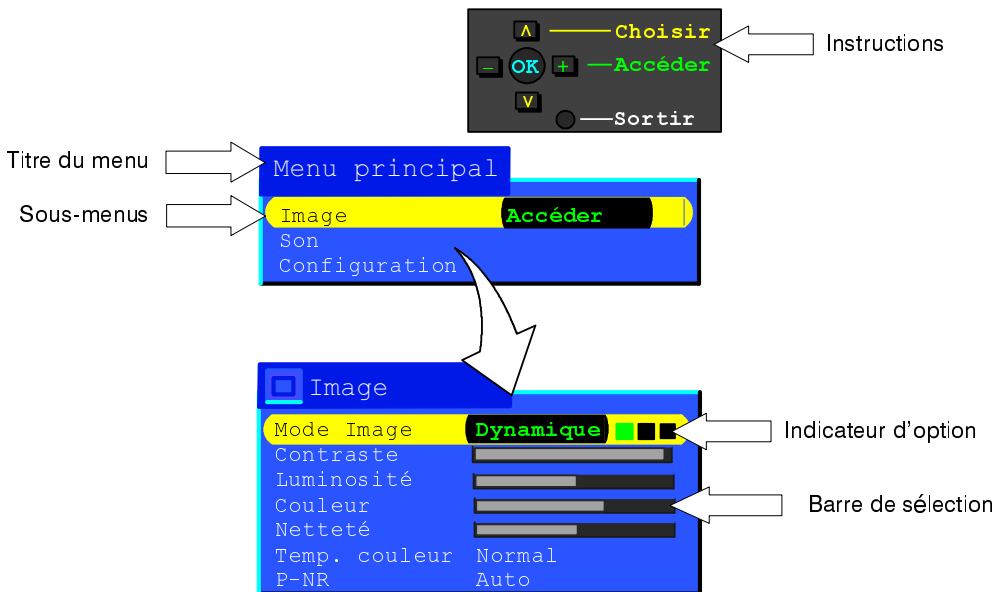 ∧ Choisir
Instructions
− OK + Accéder
∨
Sortir
Titre du menu
Menu principal
Sous-menus
Image Accéder
Son
Configuration
Image
Mode Image Dynamique
Indicateur d'option
Contraste
Luminosité
Couleur
Barre de sélection
Netteté
Temp. couleur Normal
P-NR Auto